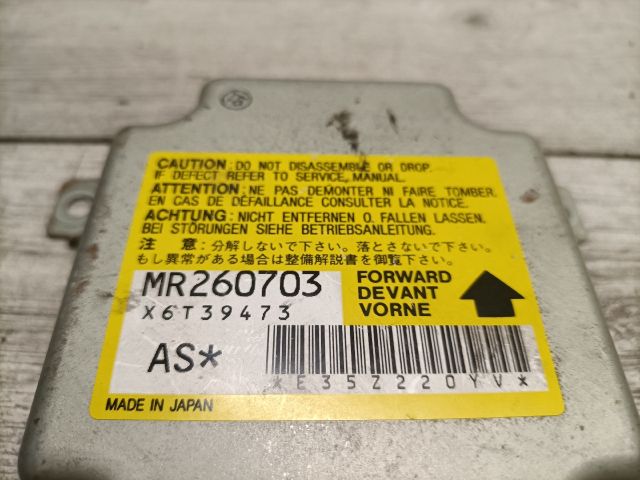 CAUTION: DO NOT DISASSEMBLE OR DROP.
IF DEFECT REFER TO SERVICE, MANUAL.
ATTENTION: NE PAS DEMONTER NI FAIRE TOMBER.
EN CAS DE DÉFAILLANCE CONSULTER LA NOTICE.
ACHTUNG: NICHT ENTFERNEN O. FALLEN LASSEN.
BEI STÖRUNGEN SIEHE BETRIEBSANLEITUNG.
注 意:分解しないで下さい。落とさないで下さい。
もし異常がある場合は整備解説書を御覧下さい。
MR260703
X6T39473
FORWARD
DEVANT
VORNE
AS*
*E35Z220YV*
MADE IN JAPAN